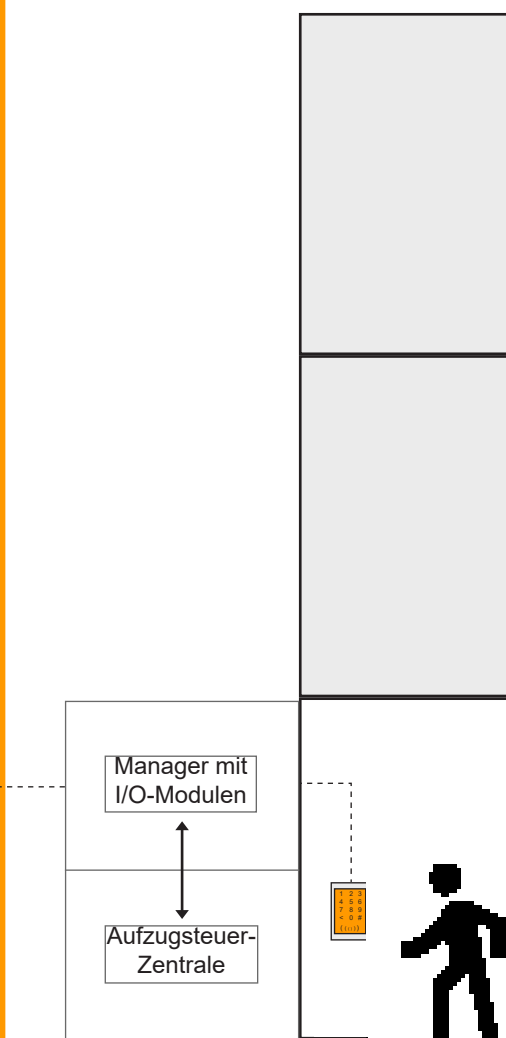 Manager mit
I/O-Modulen
1 2 3
4 5 6
7 8 9
< 0 #
Aufzugsteuer-
Zentrale